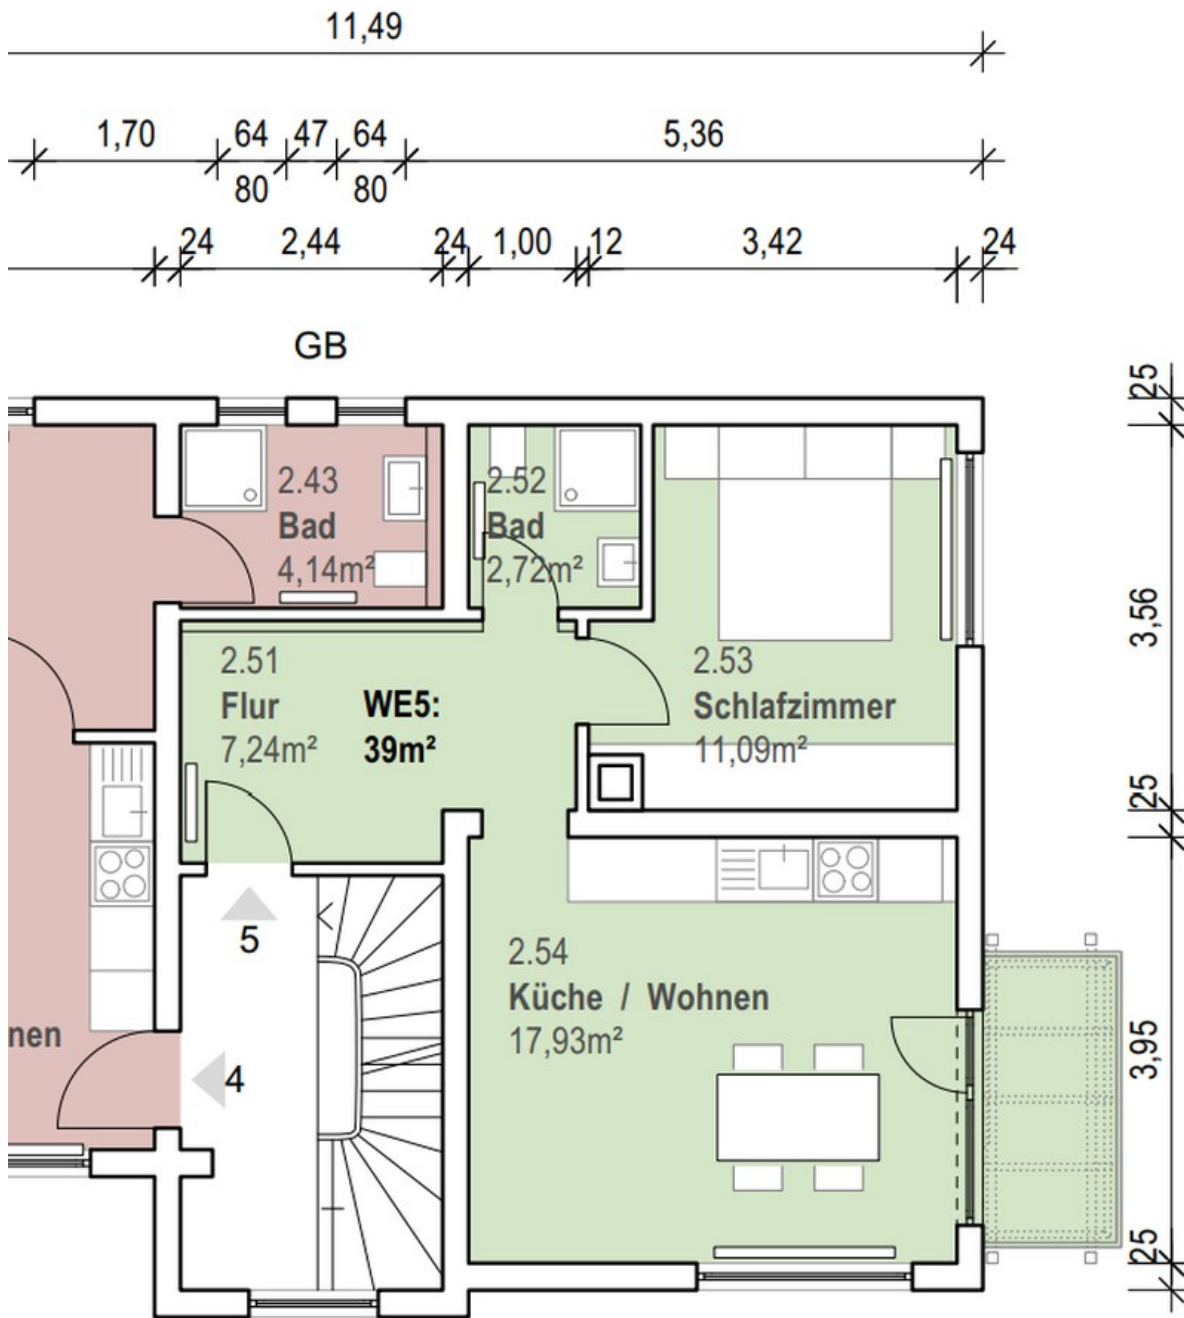 11,49
1,70 64 47 64 5,36
80 80
24 2,44 24 1,00 12 3,42 24
GB
25
2.43
Bad
4,14m²
2.52
Bad
2,72m²
3,56
2.51
Flur
7,24m²
WE5:
39m²
2.53
Schlafzimmer
11,09m²
25
5
2.54
Küche / Wohnen
17,93m²
nen
4
3,95
25